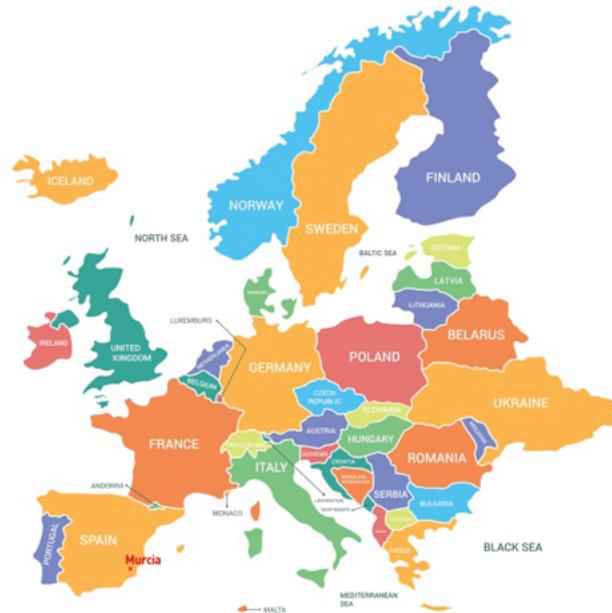 ICELAND
NORWAY
SWEDEN
FINLAND
NORTH SEA
BALTIC SEA
ESTONIA
LATVIA
LITHUANIA
IRELAND
UNITED
KINGDOM
LUXEMBURG
NETHERLANDS
BELGIUM
GERMANY
POLAND
BELARUS
CZECH
REPUBLIC
UKRAINE
SLOVAKIA
AUSTRIA
HUNGARY
MOLDOVA
FRANCE
ITALY
SLOVENIA
CROATIA
ROMANIA
SERBIA
BULGARIA
ANDORRA
MONACO
LIECHTENSTEIN
MONTENEGRO
PORTUGAL
SPAIN
Murcia
GREECE
BLACK SEA
MEDITERRANEAN
SEA
MALTA